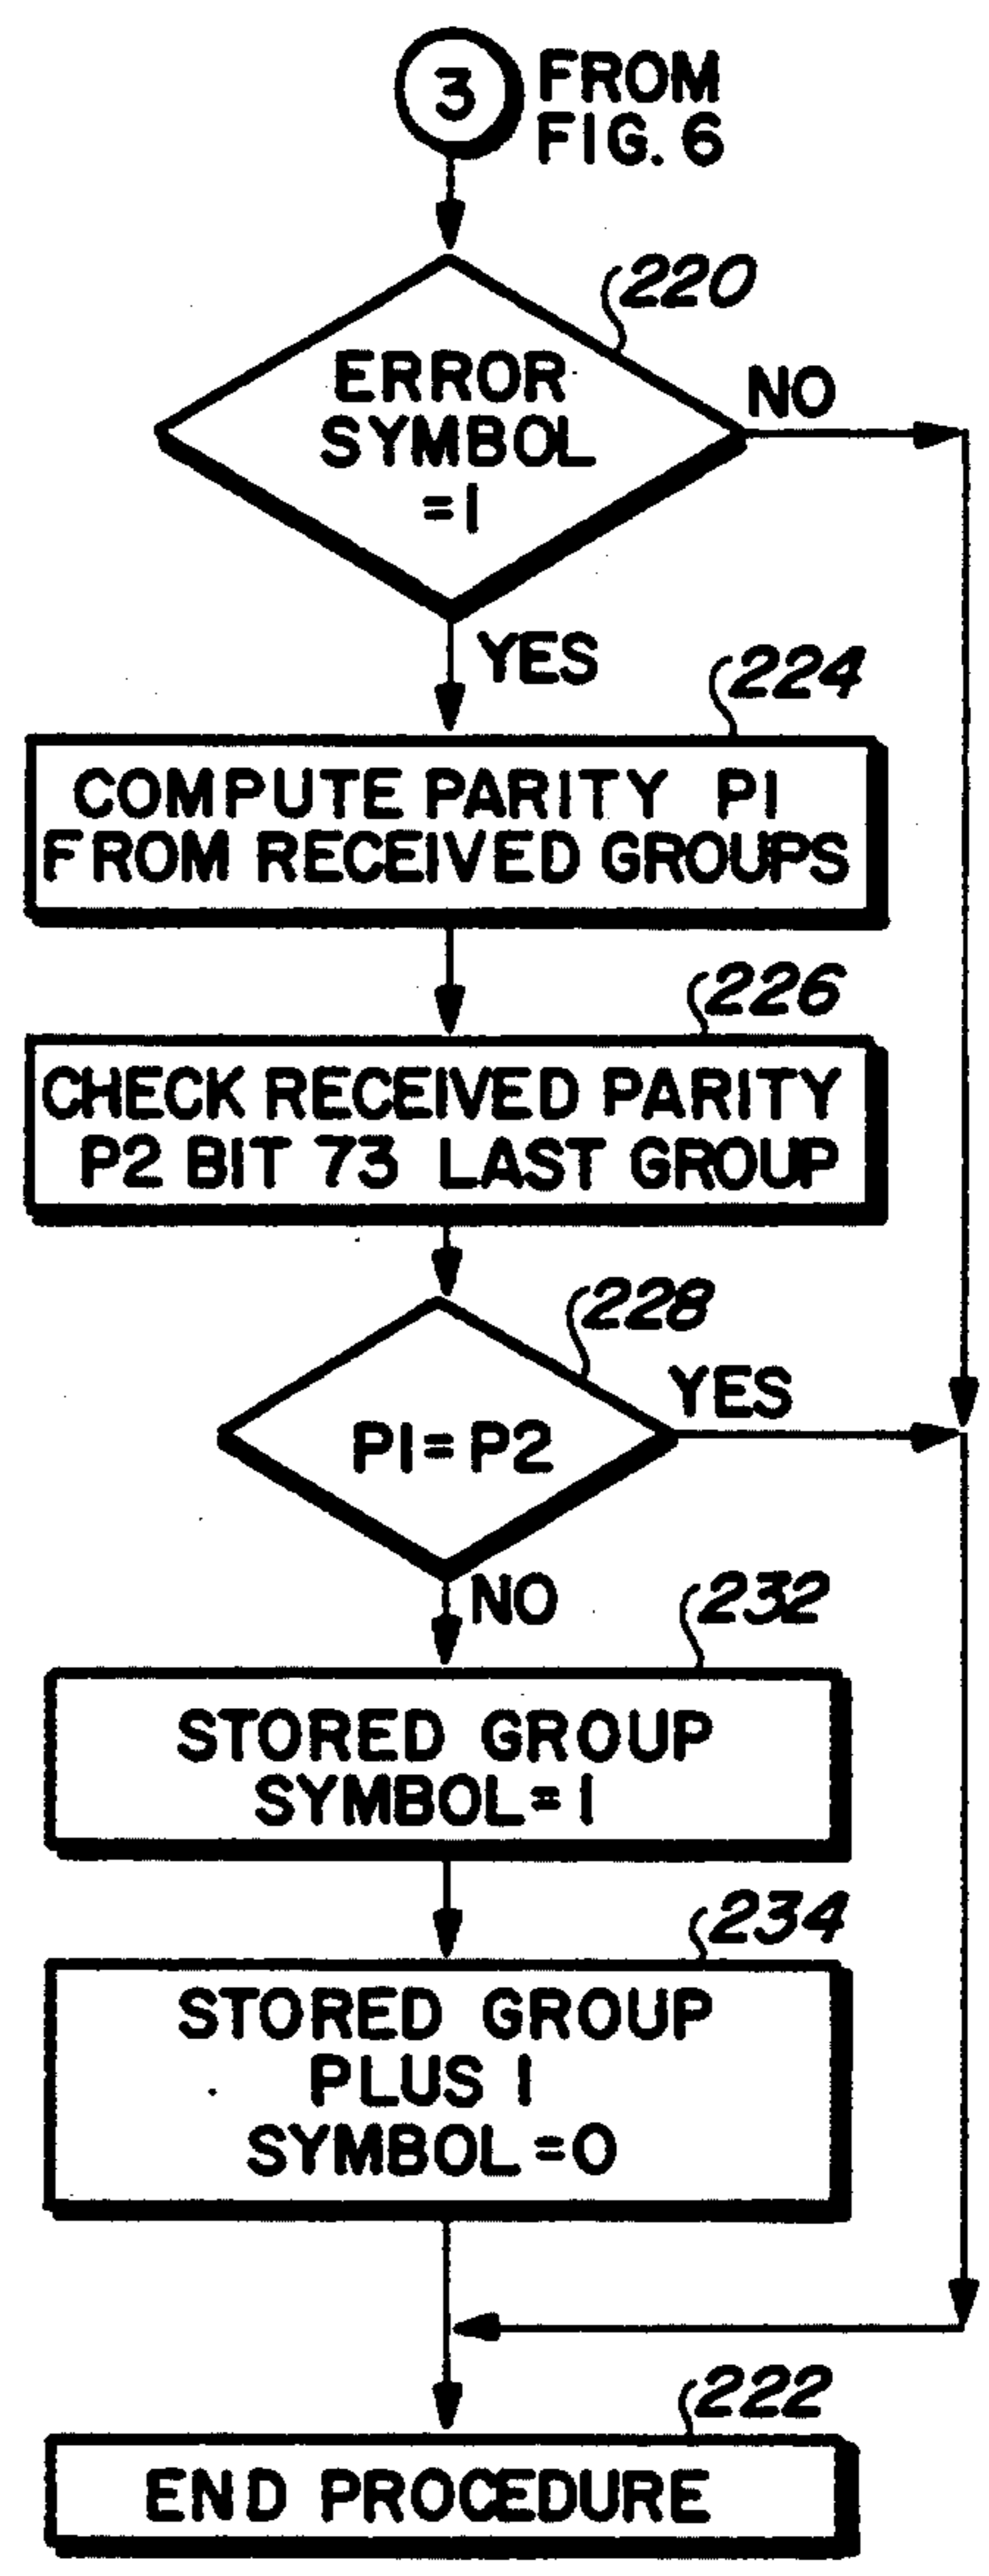 3
FROM
FIG. 6
220
ERROR
SYMBOL
=1
NO
YES
224
COMPUTE PARITY P1
FROM RECEIVED GROUPS
226
CHECK RECEIVED PARITY
P2 BIT 73 LAST GROUP
228
YES
P1=P2
NO
232
STORED GROUP
SYMBOL=1
234
STORED GROUP
PLUS 1
SYMBOL=0
222
END PROCEDURE